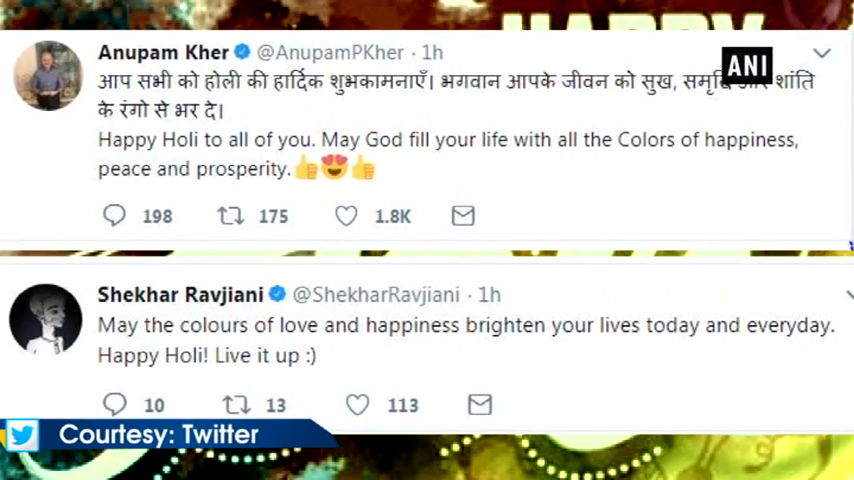 HAPPY
ANI
Anupam Kher @AnupamPKher · 1h
आप सभी को होली की हार्दिक शुभकामनाएँ। भगवान आपके जीवन को सुख, शांति
के रंगो से भर दे।
Happy Holi to all of you. May God fill your life with all the Colors of happiness,
peace and prosperity.👍😍👍
198 175 1.8K
Shekhar Ravjiani @ShekharRavjiani · 1h
May the colours of love and happiness brighten your lives today and everyday.
Happy Holi! Live it up :)
10 13 113
Courtesy: Twitter